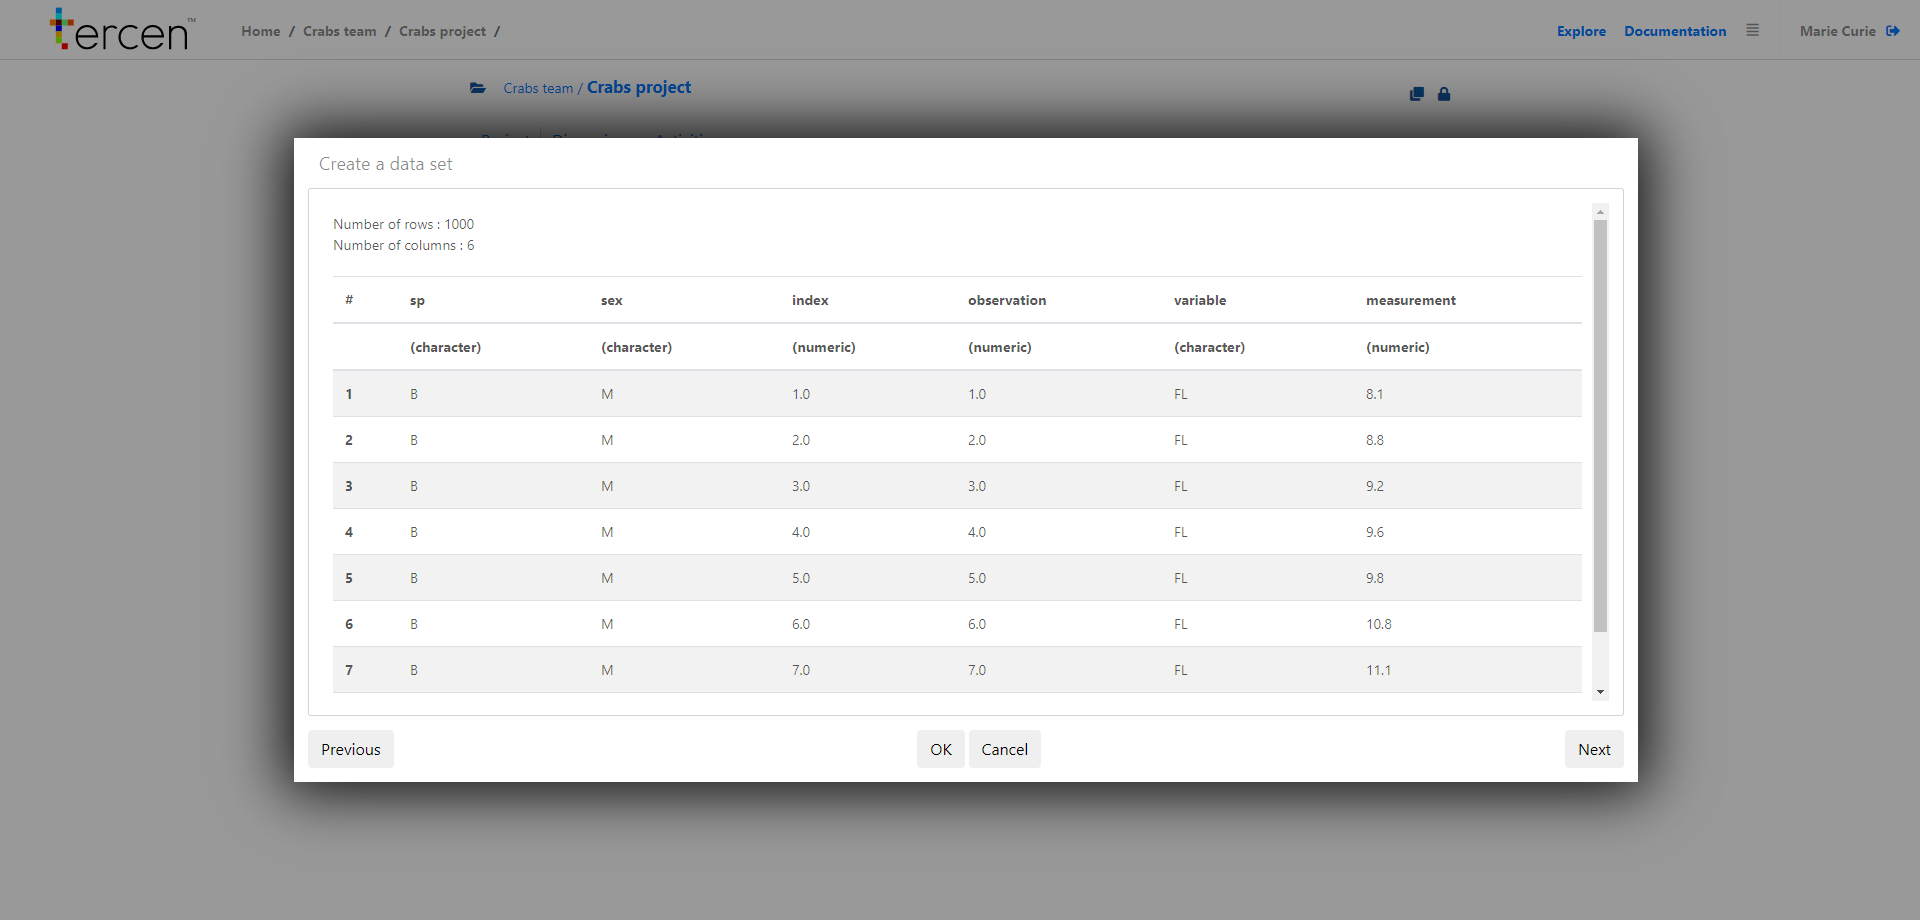 tercen™
Home / Crabs team / Crabs project /
Explore Documentation
Marie Curie
Crabs team / Crabs project
Create a data set
Number of rows : 1000
Number of columns : 6
# sp sex index observation variable measurement
(character) (character) (numeric) (numeric) (character) (numeric)
1 B M 1.0 1.0 FL 8.1
2 B M 2.0 2.0 FL 8.8
3 B M 3.0 3.0 FL 9.2
4 B M 4.0 4.0 FL 9.6
5 B M 5.0 5.0 FL 9.8
6 B M 6.0 6.0 FL 10.8
7 B M 7.0 7.0 FL 11.1
Previous OK Cancel Next